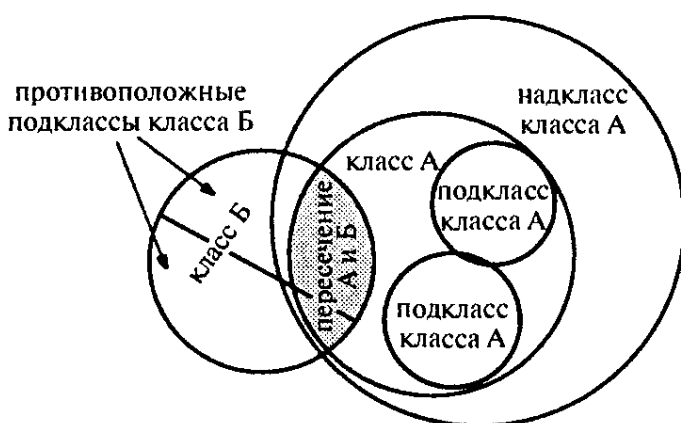 противоположные
подклассы класса Б
надкласс
класса А
класс А
подкласс
класса А
класс Б
пересечение
А и Б
подкласс
класса А